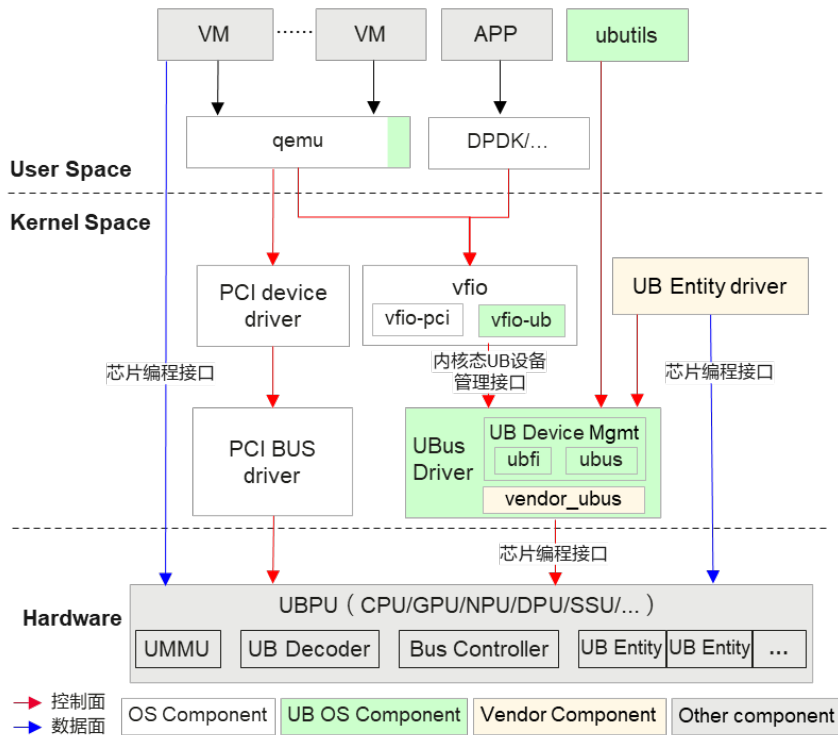 VM
......
VM
APP
ubutils
qemu
DPDK/...
User Space
Kernel Space
PCI device
driver
vfio
vfio-pci
vfio-ub
UB Entity driver
芯片编程接口
内核态UB设备
管理接口
芯片编程接口
PCI BUS
driver
UBus
Driver
UB Device Mgmt
ubfi
ubus
vendor_ubus
芯片编程接口
Hardware
UBPU（CPU/GPU/NPU/DPU/SSU/...）
UMMU
UB Decoder
Bus Controller
UB Entity
UB Entity
...
控制面
数据面
OS Component
UB OS Component
Vendor Component
Other component